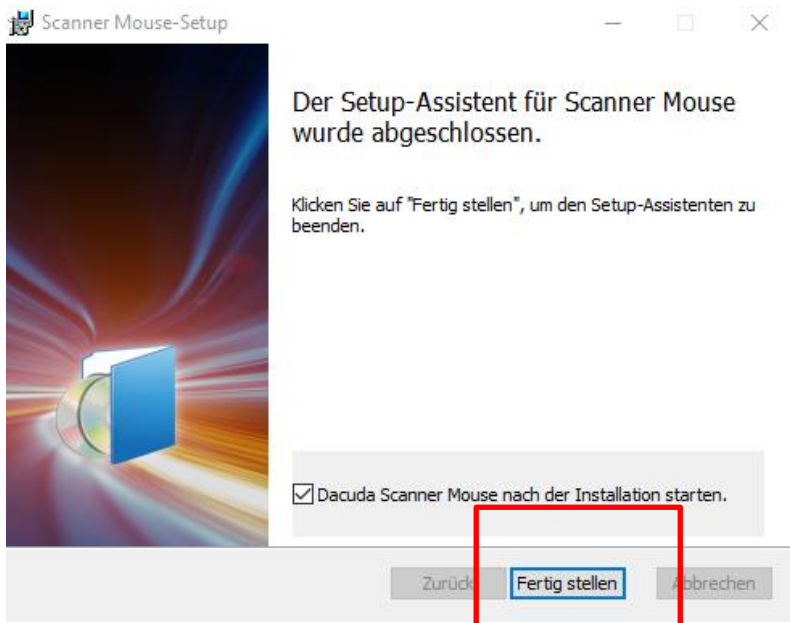 Scanner Mouse-Setup
Der Setup-Assistent für Scanner Mouse
wurde abgeschlossen.
Klicken Sie auf "Fertig stellen", um den Setup-Assistenten zu
beenden.
Dacuda Scanner Mouse nach der Installation starten.
Zurück Fertig stellen Abbrechen